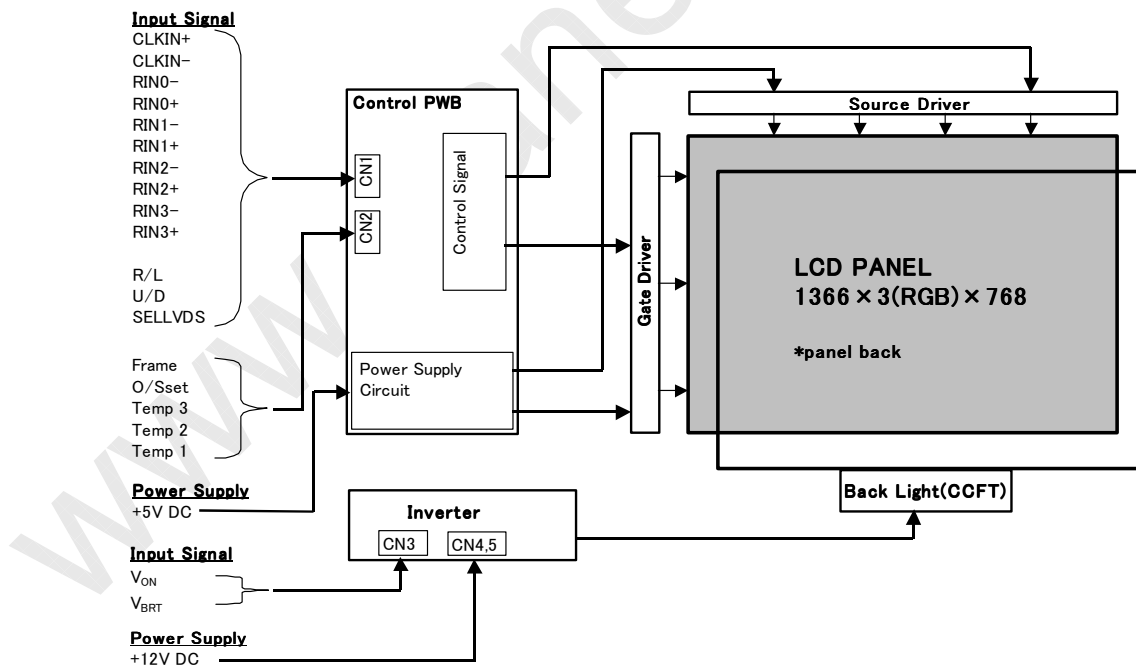 Input Signal
CLKIN+
CLKIN−
RIN0−
RIN0+
RIN1−
RIN1+
RIN2−
RIN2+
RIN3−
RIN3+
R/L
U/D
SELLVDS
Frame
O/Sset
Temp 3
Temp 2
Temp 1
Power Supply
+5V DC
Input Signal
VON
VBRT
Power Supply
+12V DC
Control PWB
CN1
CN2
Control Signal
Power Supply
Circuit
Inverter
CN3
CN4,5
Gate Driver
Source Driver
LCD PANEL
1366×3(RGB)×768
*panel back
Back Light(CCFT)